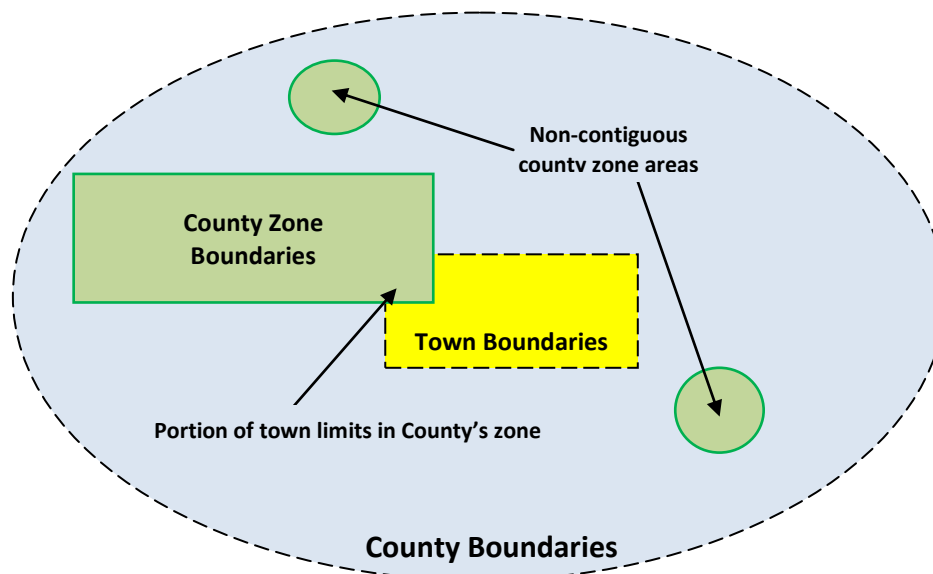 Non-contiguous
county zone areas
County Zone
Boundaries
Town Boundaries
Portion of town limits in County’s zone
County Boundaries